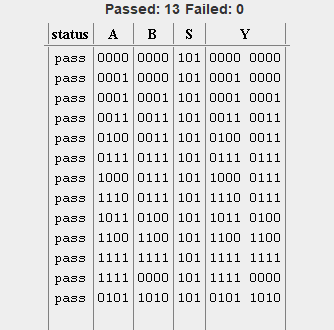 Passed: 13 Failed: 0
status A B S Y
pass 0000 0000 101 0000 0000
pass 0001 0000 101 0001 0000
pass 0001 0001 101 0001 0001
pass 0011 0011 101 0011 0011
pass 0100 0011 101 0100 0011
pass 0111 0111 101 0111 0111
pass 1000 0111 101 1000 0111
pass 1110 0111 101 1110 0111
pass 1011 0100 101 1011 0100
pass 1100 1100 101 1100 1100
pass 1111 1111 101 1111 1111
pass 1111 0000 101 1111 0000
pass 0101 1010 101 0101 1010